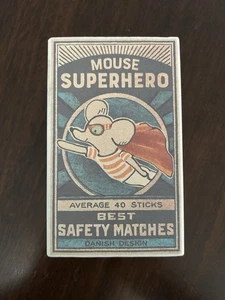 MOUSE
SUPERHERO
AVERAGE 40 STICKS
BEST
SAFETY MATCHES
DANISH DESIGN